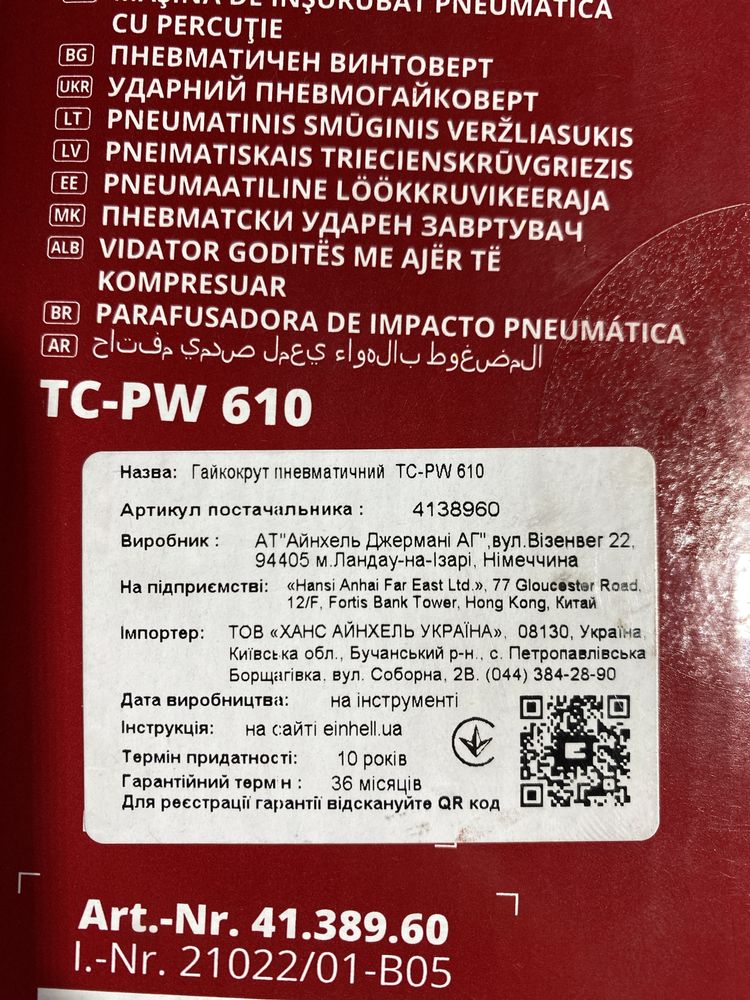 MAȘINĂ DE ÎNȘURUBAT PNEUMATICĂ
CU PERCUȚIE
BG ПНЕВМАТИЧЕН ВИНТОВЕРТ
UKR УДАРНИЙ ПНЕВМОГАЙКОВЕРТ
LT PNEUMATINIS SMŪGINIS VERŽLIASUKIS
LV PNEIMATISKAIS TRIECIENSKRŪVGRIEZIS
EE PNEUMAATILINE LÖÖKKRUVIKEERAJA
MK ПНЕВМАТСКИ УДАРЕН ЗАВРТУВАЧ
ALB VIDATOR GODITËS ME AJËR TË
KOMPRESUAR
BR PARAFUSADORA DE IMPACTO PNEUMÁTICA
AR مفتاح صدمي يعمل بالهواء المضغوط
TC-PW 610
Назва: Гайкокрут пневматичний TC-PW 610
Артикул постачальника : 4138960
Виробник : АТ"Айнхель Джермані АГ",вул.Візенвег 22,
94405 м.Ландау-на-Ізарі, Німеччина
На підприємстві: «Hansi Anhai Far East Ltd.», 77 Gloucester Road,
12/F, Fortis Bank Tower, Hong Kong, Китай
Імпортер: ТОВ «ХАНС АЙНХЕЛЬ УКРАЇНА», 08130, Україна,
Київська обл., Бучанський р-н., с. Петропавлівська
Борщагівка, вул. Соборна, 2В. (044) 384-28-90
Дата виробництва: на інструменті
Інструкція: на сайті einhell.ua
Термін придатності: 10 років
Гарантійний термін : 36 місяців
Для реєстрації гарантії відскануйте QR код
Art.-Nr. 41.389.60
I.-Nr. 21022/01-B05